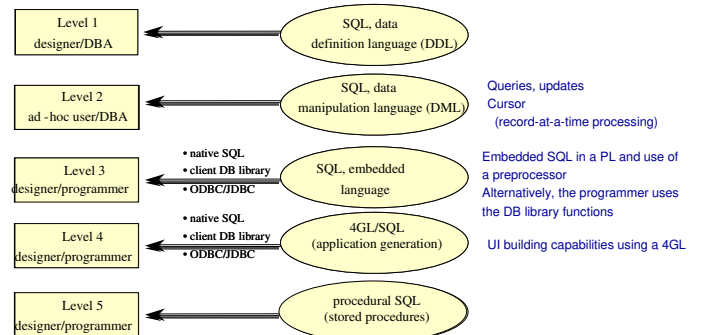 Level 1
designer/DBA
SQL, data
definition language (DDL)
Level 2
ad -hoc user/DBA
SQL, data
manipulation language (DML)
Queries, updates
Cursor
(record-at-a-time processing)
Level 3
designer/programmer
• native SQL
• client DB library
• ODBC/JDBC
SQL, embedded
language
Embedded SQL in a PL and use of
a preprocessor
Alternatively, the programmer uses
the DB library functions
Level 4
designer/programmer
• native SQL
• client DB library
• ODBC/JDBC
4GL/SQL
(application generation)
UI building capabilities using a 4GL
Level 5
designer/programmer
procedural SQL
(stored procedures)